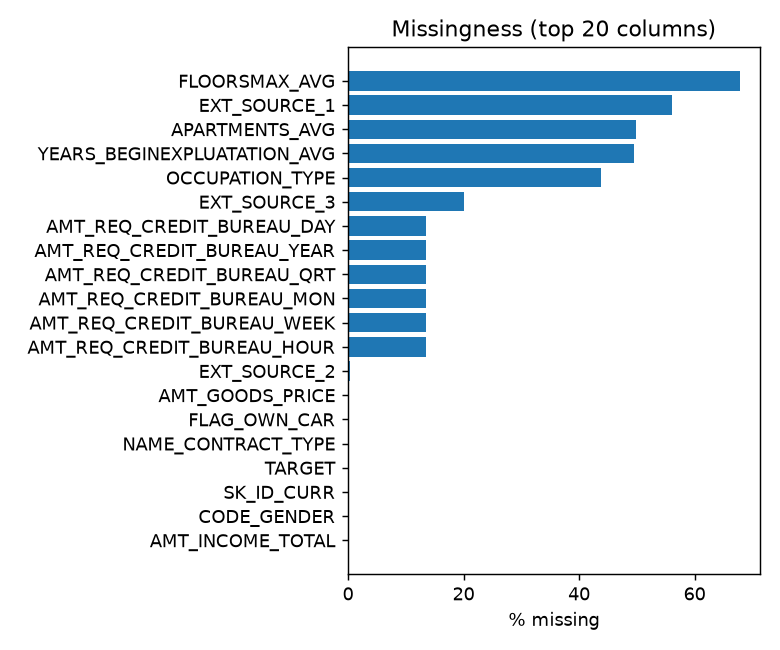 Missingness (top 20 columns)
FLOORSMAX_AVG
EXT_SOURCE_1
APARTMENTS_AVG
YEARS_BEGINEXPLUATATION_AVG
OCCUPATION_TYPE
EXT_SOURCE_3
AMT_REQ_CREDIT_BUREAU_DAY
AMT_REQ_CREDIT_BUREAU_YEAR
AMT_REQ_CREDIT_BUREAU_QRT
AMT_REQ_CREDIT_BUREAU_MON
AMT_REQ_CREDIT_BUREAU_WEEK
AMT_REQ_CREDIT_BUREAU_HOUR
EXT_SOURCE_2
AMT_GOODS_PRICE
FLAG_OWN_CAR
NAME_CONTRACT_TYPE
TARGET
SK_ID_CURR
CODE_GENDER
AMT_INCOME_TOTAL
0 20 40 60
% missing